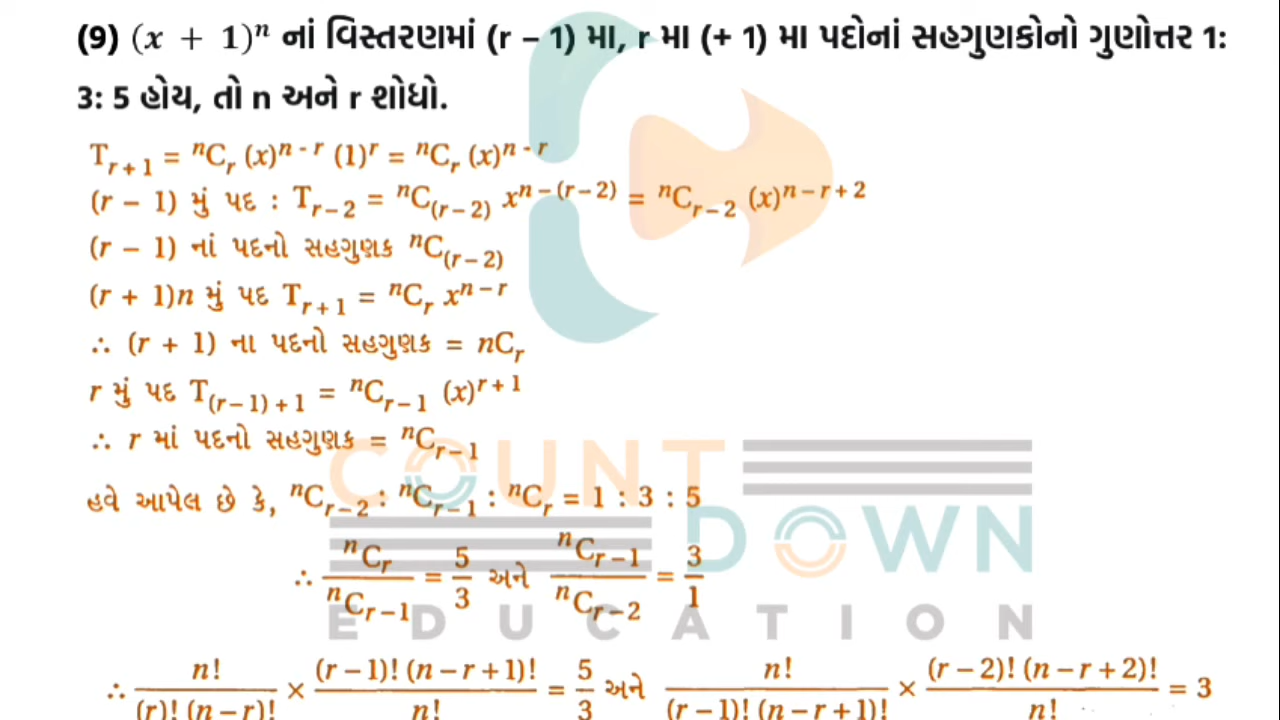 (9) (x + 1)ⁿ નાં વિસ્તરણમાં (r – 1) મા, r મા (+ 1) મા પદોનાં સહગુણકોનો ગુણોત્તર 1:
3: 5 હોય, તો n અને r શોધો.
T_{r+1} = ⁿC_r (x)^{n-r} (1)^r = ⁿC_r (x)^{n-r}
(r – 1) મું પદ : T_{r–2} = ⁿC_{(r–2)} x^{n–(r–2)} = ⁿC_{r–2} (x)^{n–r+2}
(r – 1) નાં પદનો સહગુણક ⁿC_{(r–2)}
(r + 1)n મું પદ T_{r+1} = ⁿC_r x^{n–r}
∴ (r + 1) ના પદનો સહગુણક = nC_r
r મું પદ T_{(r–1)+1} = ⁿC_{r–1} (x)^{r+1}
∴ r માં પદનો સહગુણક = ⁿC_{r–1}
હવે આપેલ છે કે, ⁿC_{r–2} : ⁿC_{r–1} : ⁿC_r = 1 : 3 : 5
∴ ⁿC_r / ⁿC_{r–1} = 5/3 અને ⁿC_{r–1} / ⁿC_{r–2} = 3/1
∴ n! / (r)! (n–r)! × (r–1)! (n–r+1)! / n! = 5/3 અને n! / (r–1)! (n–r+1)! × (r–2)! (n–r+2)! / n! = 3
COUNT
DOWN
EDUCATION